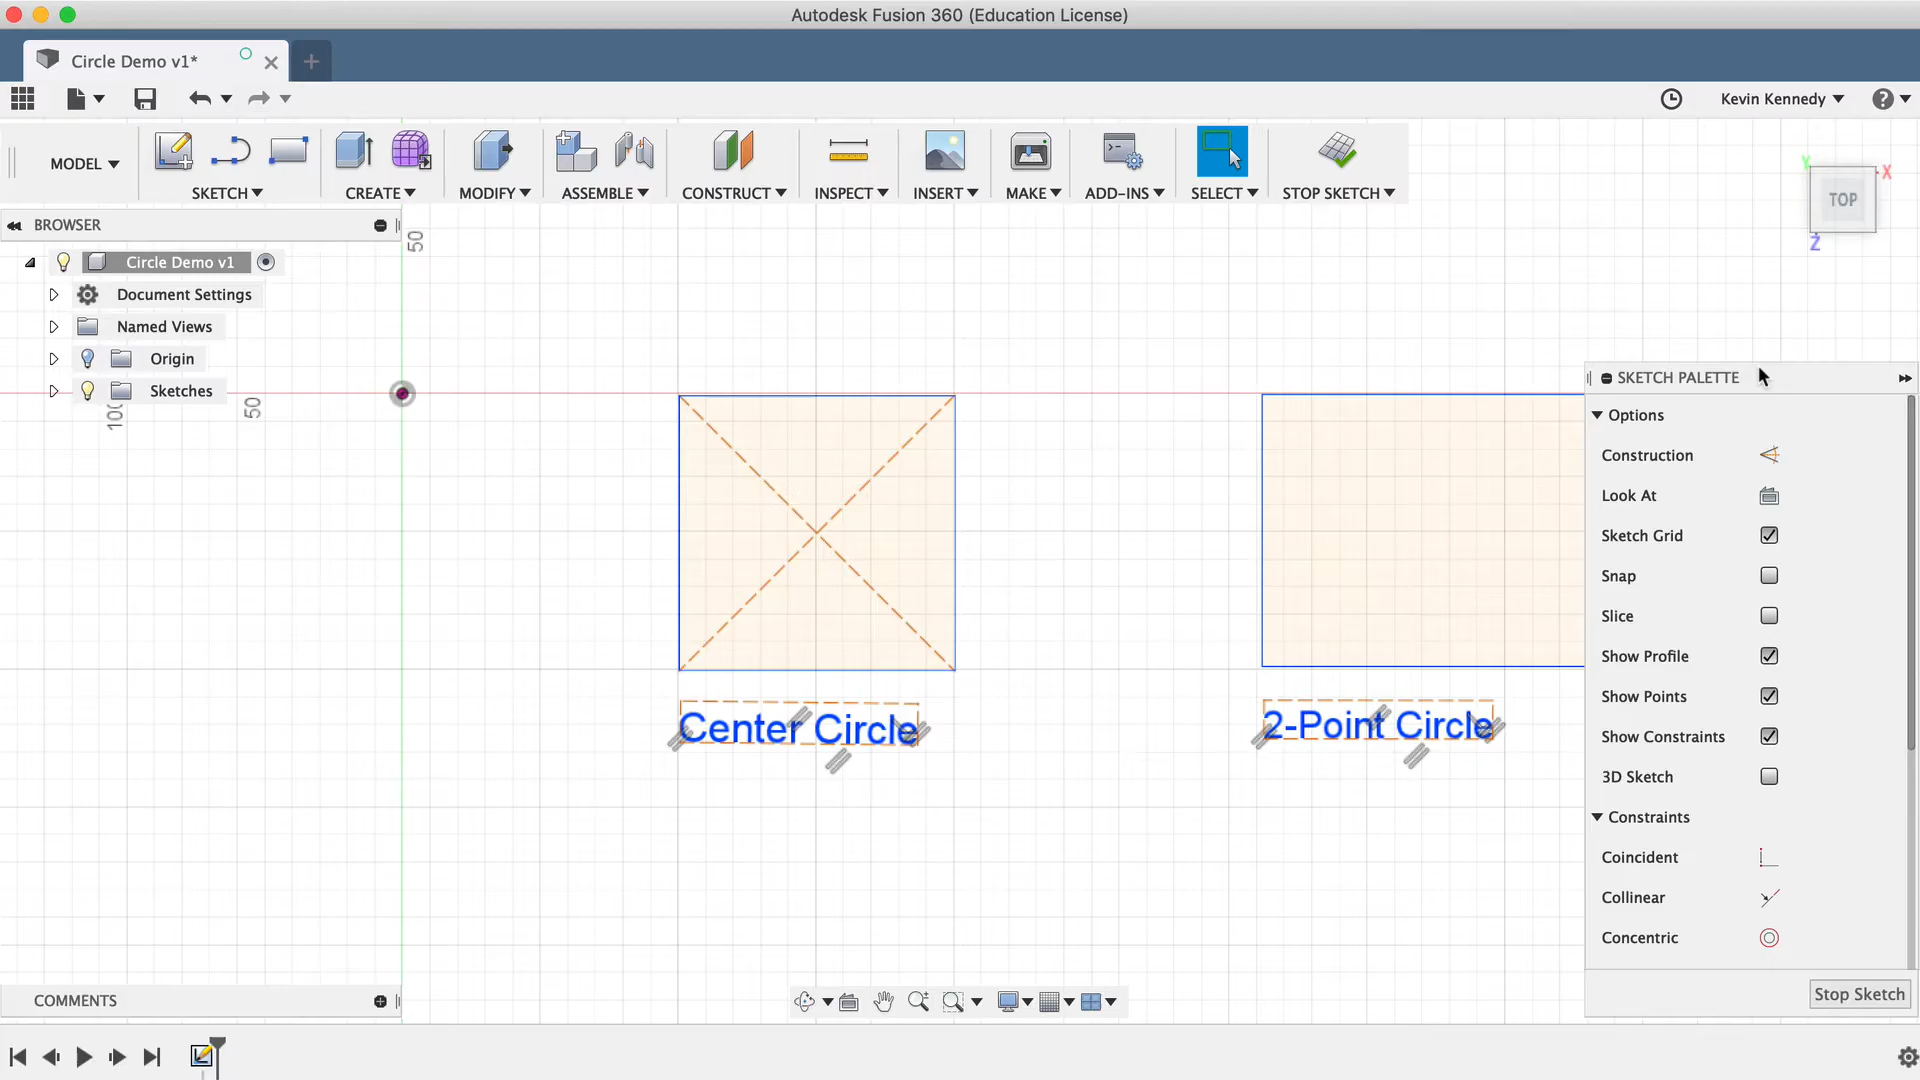 Autodesk Fusion 360 (Education License)
Circle Demo v1*
Kevin Kennedy
MODEL
SKETCH
CREATE
MODIFY
ASSEMBLE
CONSTRUCT
INSPECT
INSERT
MAKE
ADD-INS
SELECT
STOP SKETCH
Y
X
TOP
Z
BROWSER
50
Circle Demo v1
Document Settings
Named Views
Origin
Sketches
50
SKETCH PALETTE
Options
Construction
Look At
Sketch Grid
Snap
Slice
Show Profile
Show Points
Show Constraints
3D Sketch
Constraints
Coincident
Collinear
Concentric
Center Circle
2-Point Circle
COMMENTS
Stop Sketch